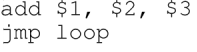 add $1, $2, $3
jmp loop